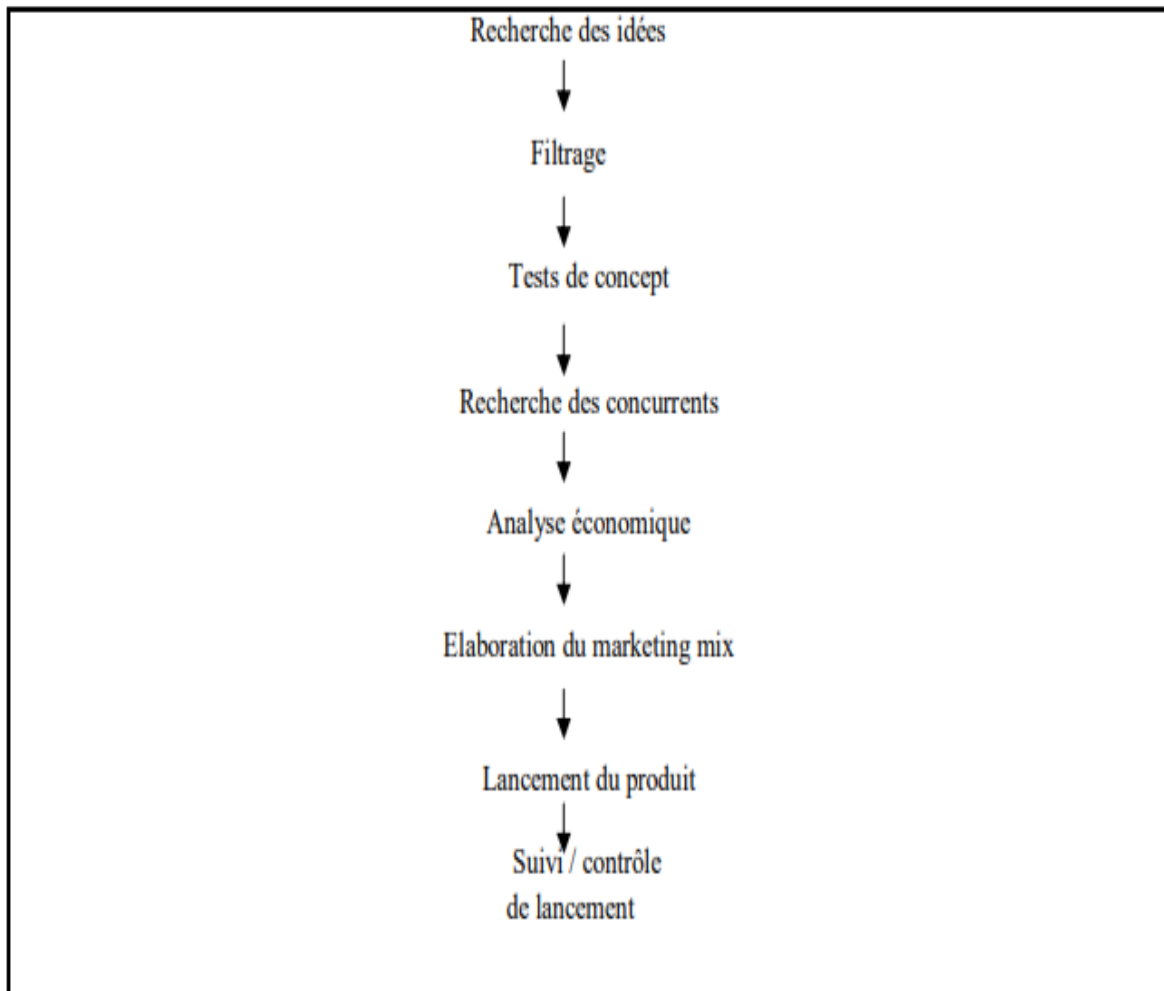 Recherche des idées
Filtrage
Tests de concept
Recherche des concurrents
Analyse économique
Elaboration du marketing mix
Lancement du produit
Suivi / contrôle
de lancement